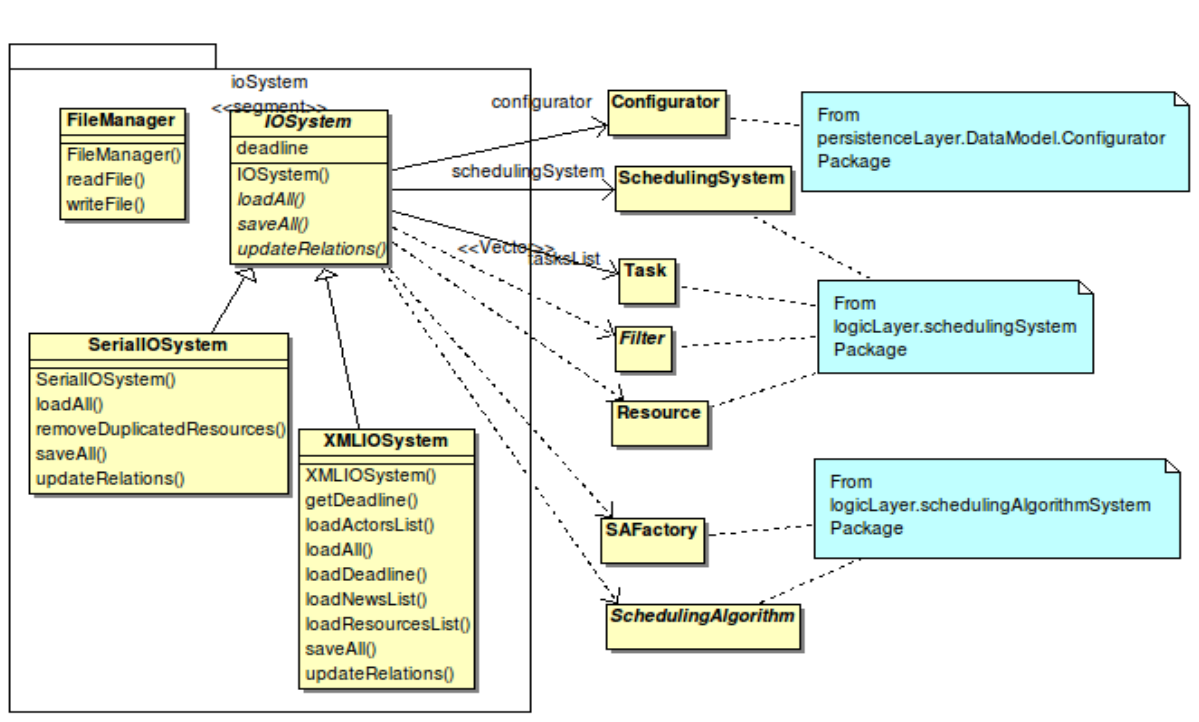 ioSystem
<<segment>>
FileManager
FileManager()
readFile()
writeFile()
IOSystem
deadline
IOSystem()
loadAll()
saveAll()
updateRelations()
SerialIOSystem
SerialIOSystem()
loadAll()
removeDuplicatedResources()
saveAll()
updateRelations()
XMLIOSystem
XMLIOSystem()
getDeadline()
loadActorsList()
loadAll()
loadDeadline()
loadNewsList()
loadResourcesList()
saveAll()
updateRelations()
configurator
schedulingSystem
<<Vector>>
tasksList
Configurator
SchedulingSystem
Task
Filter
Resource
SAFactory
SchedulingAlgorithm
From
persistenceLayer.DataModel.Configurator
Package
From
logicLayer.schedulingSystem
Package
From
logicLayer.schedulingAlgorithmSystem
Package